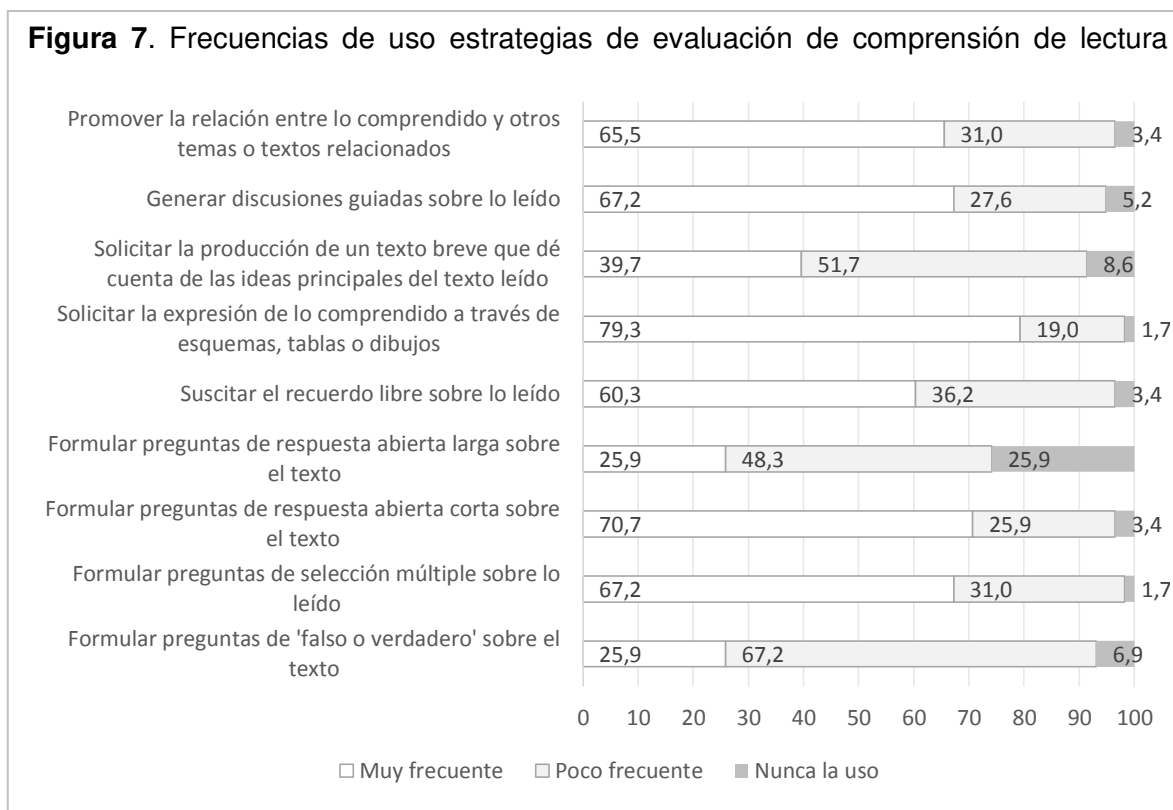 Figura 7. Frecuencias de uso estrategias de evaluación de comprensión de lectura
Promover la relación entre lo comprendido y otros
temas o textos relacionados
65,5 31,0 3,4
Generar discusiones guiadas sobre lo leído
67,2 27,6 5,2
Solicitar la producción de un texto breve que dé
cuenta de las ideas principales del texto leído
39,7 51,7 8,6
Solicitar la expresión de lo comprendido a través de
esquemas, tablas o dibujos
79,3 19,0 1,7
Suscitar el recuerdo libre sobre lo leído
60,3 36,2 3,4
Formular preguntas de respuesta abierta larga sobre
el texto
25,9 48,3 25,9
Formular preguntas de respuesta abierta corta sobre
el texto
70,7 25,9 3,4
Formular preguntas de selección múltiple sobre lo
leído
67,2 31,0 1,7
Formular preguntas de 'falso o verdadero' sobre el
texto
25,9 67,2 6,9
0 10 20 30 40 50 60 70 80 90 100
Muy frecuente Poco frecuente Nunca la uso